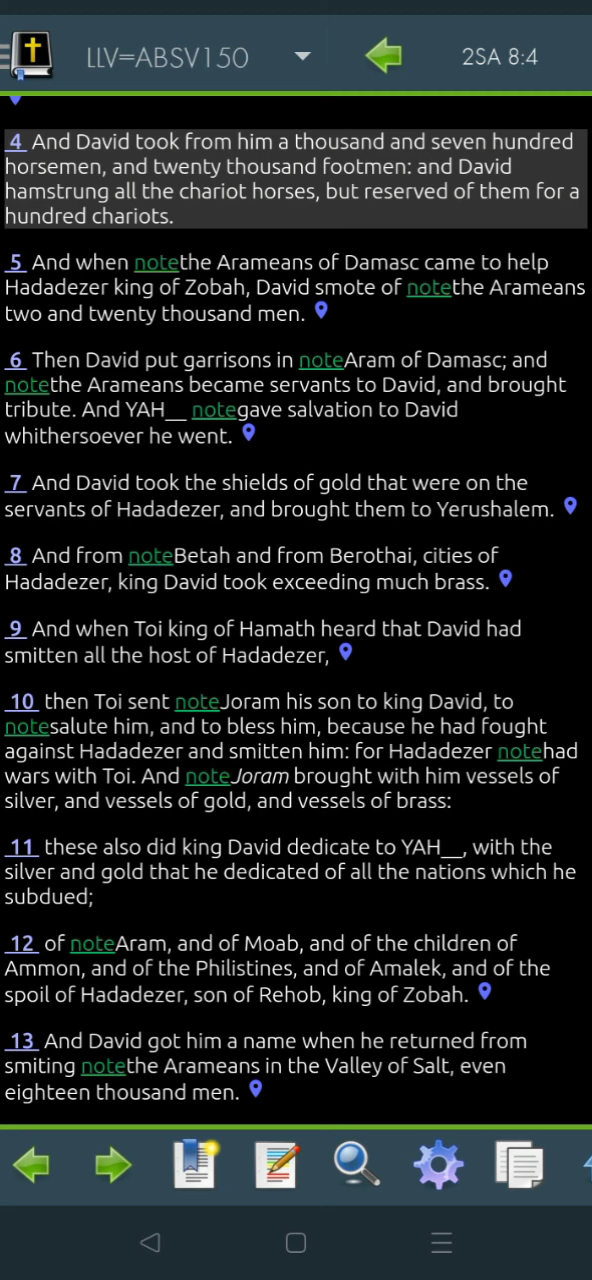 LLV=ABSV150
2SA 8:4
4 And David took from him a thousand and seven hundred
horsemen, and twenty thousand footmen: and David
hamstrung all the chariot horses, but reserved of them for a
hundred chariots.
5 And when notethe Arameans of Damasc came to help
Hadadezer king of Zobah, David smote of notethe Arameans
two and twenty thousand men.
6 Then David put garrisons in noteAram of Damasc; and
notethe Arameans became servants to David, and brought
tribute. And YAH__ notegave salvation to David
whithersoever he went.
7 And David took the shields of gold that were on the
servants of Hadadezer, and brought them to Yerushalem.
8 And from noteBetah and from Berothai, cities of
Hadadezer, king David took exceeding much brass.
9 And when Toi king of Hamath heard that David had
smitten all the host of Hadadezer,
10 then Toi sent noteJoram his son to king David, to
notesalute him, and to bless him, because he had fought
against Hadadezer and smitten him: for Hadadezer notehad
wars with Toi. And noteJoram brought with him vessels of
silver, and vessels of gold, and vessels of brass:
11 these also did king David dedicate to YAH__, with the
silver and gold that he dedicated of all the nations which he
subdued;
12 of noteAram, and of Moab, and of the children of
Ammon, and of the Philistines, and of Amalek, and of the
spoil of Hadadezer, son of Rehob, king of Zobah.
13 And David got him a name when he returned from
smiting notethe Arameans in the Valley of Salt, even
eighteen thousand men.